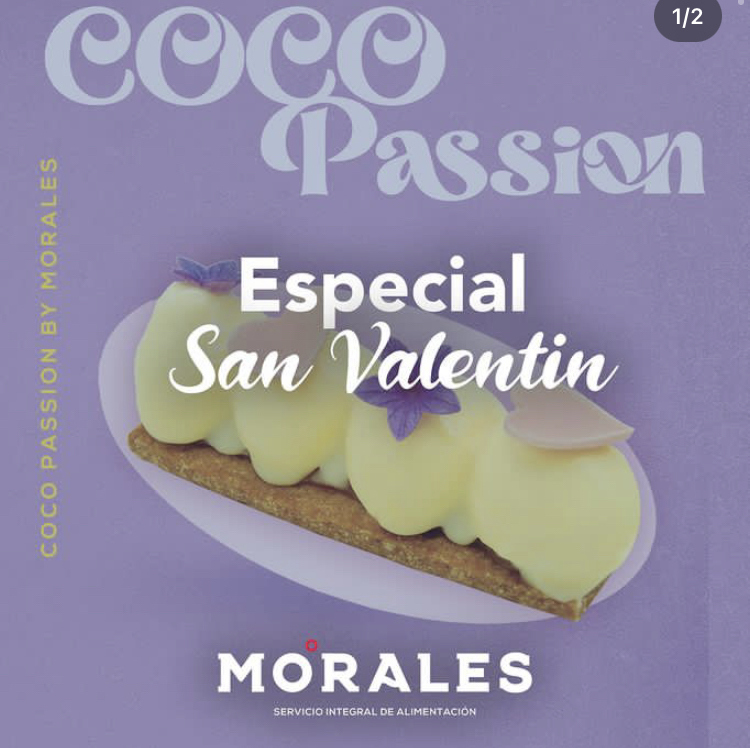 1/2
COCO
Passion
COCO PASSION BY MORALES
Especial
San Valentin
MORALES
SERVICIO INTEGRAL DE ALIMENTACIÓN